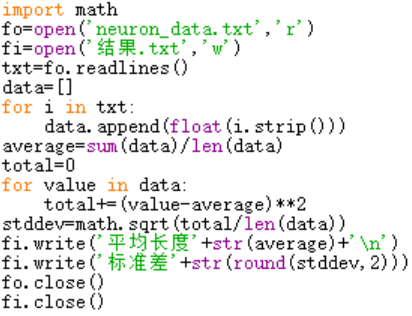 import math
fo=open('neuron_data.txt','r')
fi=open('结果.txt','w')
txt=fo.readlines()
data=[]
for i in txt:
    data.append(float(i.strip()))
average=sum(data)/len(data)
total=0
for value in data:
    total+=(value-average)**2
stddev=math.sqrt(total/len(data))
fi.write('平均长度'+str(average)+'\n')
fi.write('标准差'+str(round(stddev,2)))
fo.close()
fi.close()